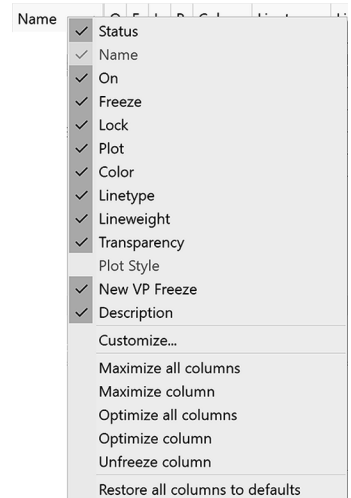 Name
Status
Name
On
Freeze
Lock
Plot
Color
Linetype
Lineweight
Transparency
Plot Style
New VP Freeze
Description
Customize...
Maximize all columns
Maximize column
Optimize all columns
Optimize column
Unfreeze column
Restore all columns to defaults